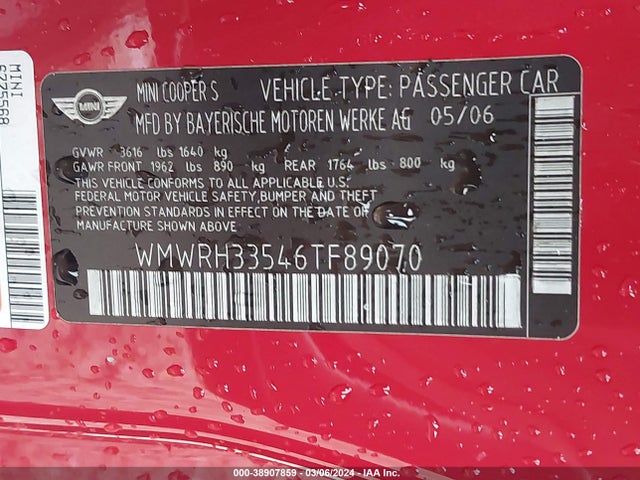 MINI
6725568
MINI
MINI COOPER S VEHICLE TYPE: PASSENGER CAR
MFD BY BAYERISCHE MOTOREN WERKE AG 05/06
GVWR 3616 lbs 1640 kg
GAWR FRONT 1962 lbs 890 kg REAR 1764 lbs 800 kg
THIS VEHICLE CONFORMS TO ALL APPLICABLE U.S.
FEDERAL MOTOR VEHICLE SAFETY,BUMPER AND THEFT
PREVENTION STANDARDS IN EFFECT ON THE DATE OF
MANUFACTURE SHOWN ABOVE.
WMWRH33546TF89070
000-38907859 - 03/06/2024 - IAA Inc.